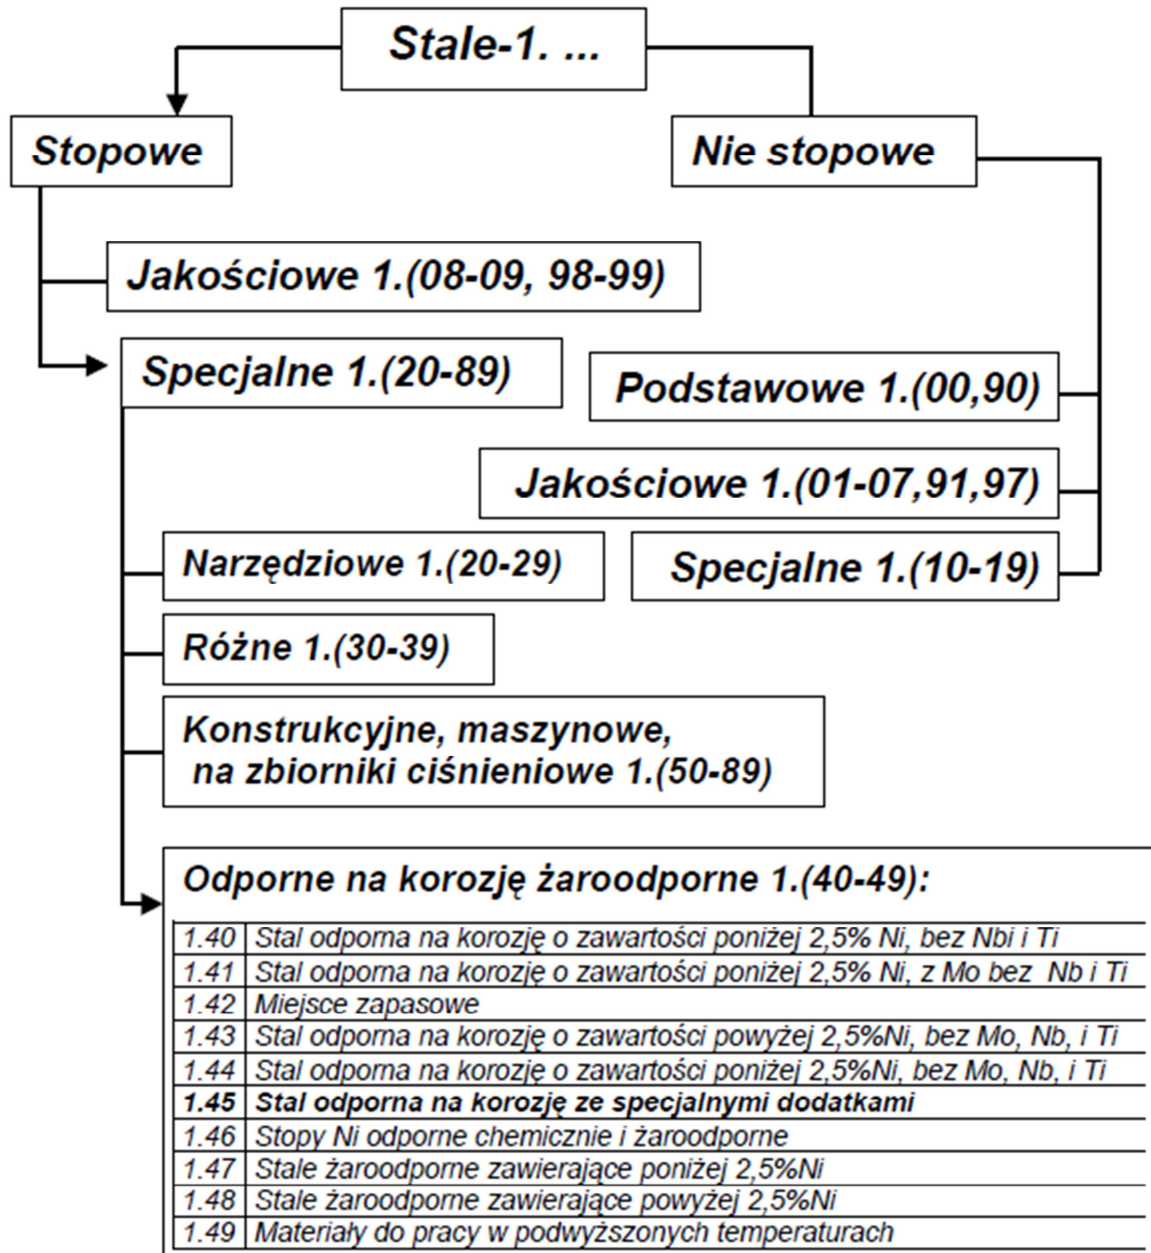 Stale-1. ...
Stopowe
Nie stopowe
Jakościowe 1.(08-09, 98-99)
Specjalne 1.(20-89)
Podstawowe 1.(00,90)
Jakościowe 1.(01-07,91,97)
Narzędziowe 1.(20-29)
Specjalne 1.(10-19)
Różne 1.(30-39)
Konstrukcyjne, maszynowe,
na zbiorniki ciśnieniowe 1.(50-89)
Odporne na korozję żaroodporne 1.(40-49):
1.40 Stal odporna na korozję o zawartości poniżej 2,5% Ni, bez Nbi i Ti
1.41 Stal odporna na korozję o zawartości poniżej 2,5% Ni, z Mo bez Nb i Ti
1.42 Miejsce zapasowe
1.43 Stal odporna na korozję o zawartości powyżej 2,5%Ni, bez Mo, Nb, i Ti
1.44 Stal odporna na korozję o zawartości poniżej 2,5%Ni, bez Mo, Nb, i Ti
1.45 Stal odporna na korozję ze specjalnymi dodatkami
1.46 Stopy Ni odporne chemicznie i żaroodporne
1.47 Stale żaroodporne zawierające poniżej 2,5%Ni
1.48 Stale żaroodporne zawierające powyżej 2,5%Ni
1.49 Materiały do pracy w podwyższonych temperaturach